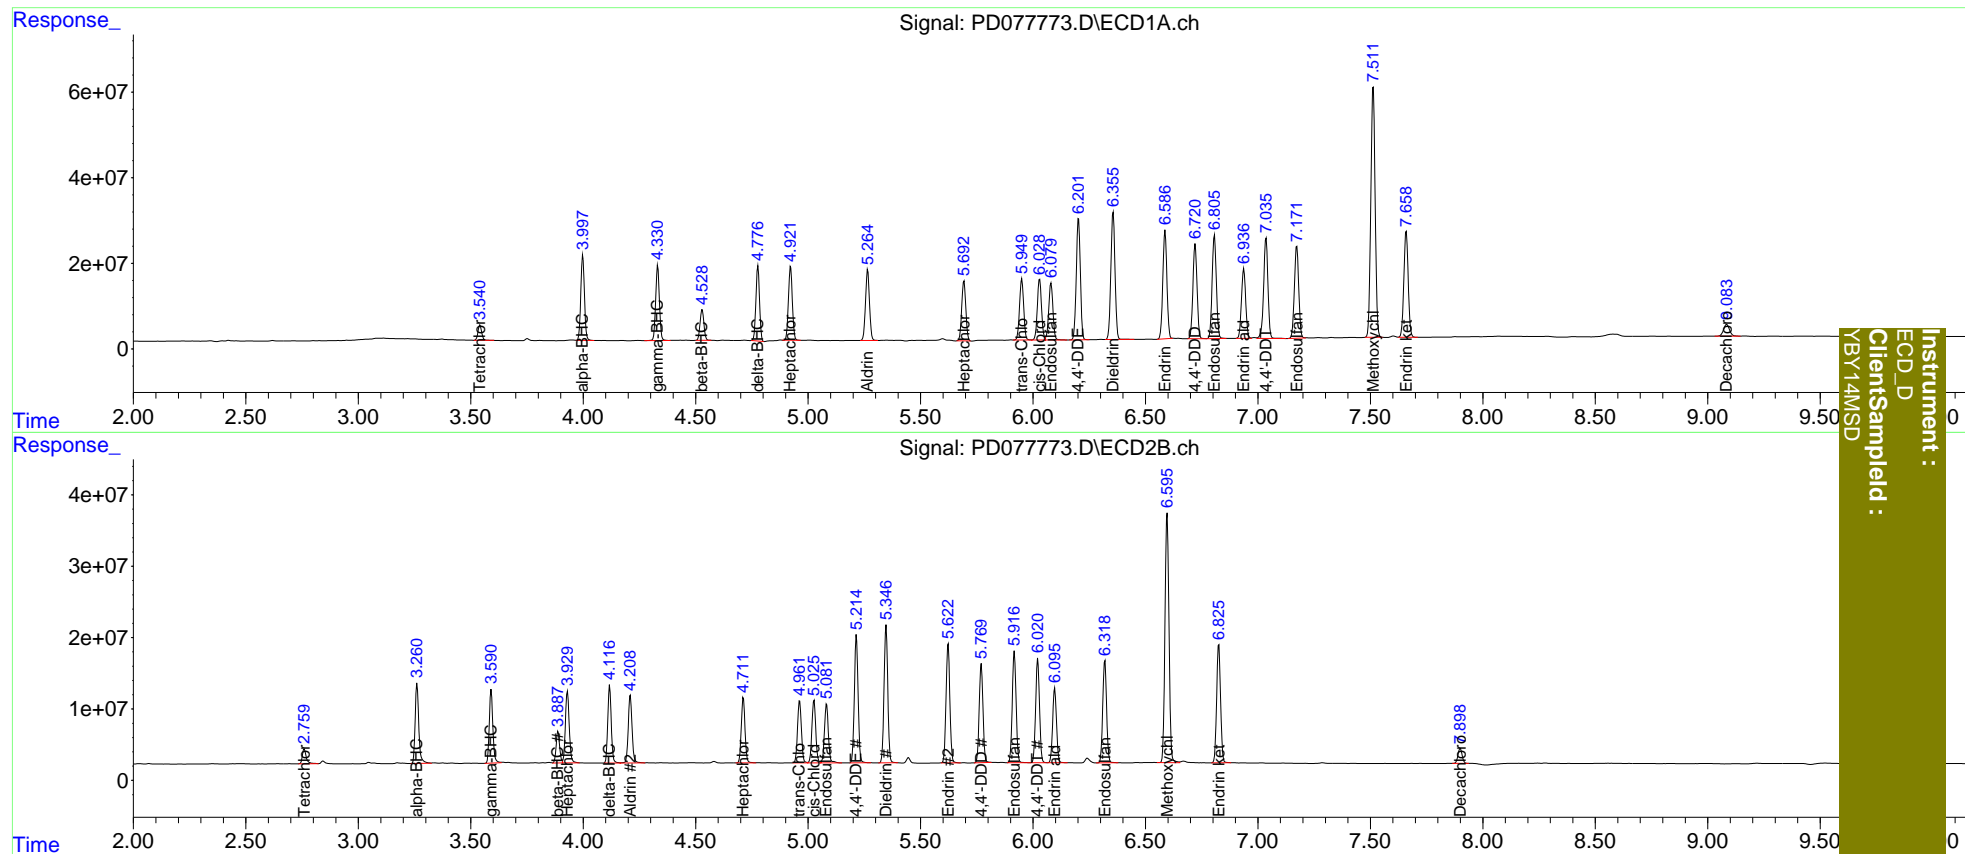 Response_
Signal: PD077773.D\ECD1A.ch
6e+07
4e+07
2e+07
0
3.540
3.997
4.330
4.528
4.776
4.921
5.264
5.692
5.949
6.028
6.079
6.201
6.355
6.586
6.720
6.805
6.936
7.035
7.171
7.511
7.658
9.083
Tetrachlor
alpha-BHC
gamma-BHC
beta-BHC
delta-BHC
Heptachlor
Aldrin
Heptachlor
trans-Chlo
cis-Chlord
Endosulfan
4,4'-DDE
Dieldrin
Endrin
4,4'-DDD
Endosulfan
Endrin ald
4,4'-DDT
Endosulfan
Methoxychl
Endrin ket
Decachloro
2.00 2.50 3.00 3.50 4.00 4.50 5.00 5.50 6.00 6.50 7.00 7.50 8.00 8.50 9.00 9.50
Time
Response_
Signal: PD077773.D\ECD2B.ch
4e+07
3e+07
2e+07
1e+07
0
2.759
3.260
3.590
3.887
3.929
4.116
4.208
4.711
4.961
5.025
5.081
5.214
5.346
5.622
5.769
5.916
6.020
6.095
6.318
6.595
6.825
7.898
Tetrachlor
alpha-BHC
gamma-BHC
beta-BHC #
Heptachlor
delta-BHC
Aldrin #2
Heptachlor
trans-Chlo
cis-Chlord
Endosulfan
4,4'-DDE #
Dieldrin #
Endrin #2
4,4'-DDD #
Endosulfan
4,4'-DDT #
Endrin ald
Endosulfan
Methoxychl
Endrin ket
Decachloro
2.00 2.50 3.00 3.50 4.00 4.50 5.00 5.50 6.00 6.50 7.00 7.50 8.00 8.50 9.00 9.50
Time
Instrument :
ECD_D
ClientSampleId :
YBY14MSD